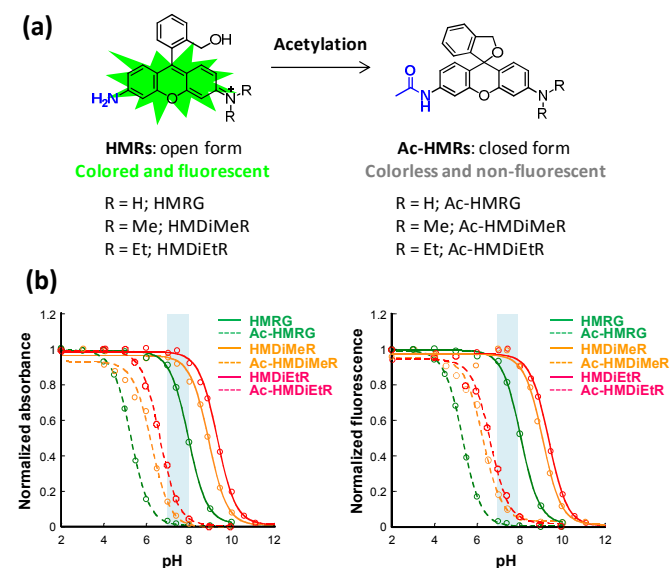 (a)
OH
Acetylation
O
H2N
O
N+
R
R
O
N
H
O
O
N
R
R
HMRs: open form
Colored and fluorescent
Ac-HMRs: closed form
Colorless and non-fluorescent
R = H; HMRG
R = Me; HMDiMeR
R = Et; HMDiEtR
R = H; Ac-HMRG
R = Me; Ac-HMDiMeR
R = Et; Ac-HMDiEtR
(b)
Normalized absorbance
1.2
1
0.8
0.6
0.4
0.2
0
2 4 6 8 10 12
pH
HMRG
Ac-HMRG
HMDiMeR
Ac-HMDiMeR
HMDiEtR
Ac-HMDiEtR
Normalized fluorescence
1.2
1
0.8
0.6
0.4
0.2
0
2 4 6 8 10 12
pH
HMRG
Ac-HMRG
HMDiMeR
Ac-HMDiMeR
HMDiEtR
Ac-HMDiEtR